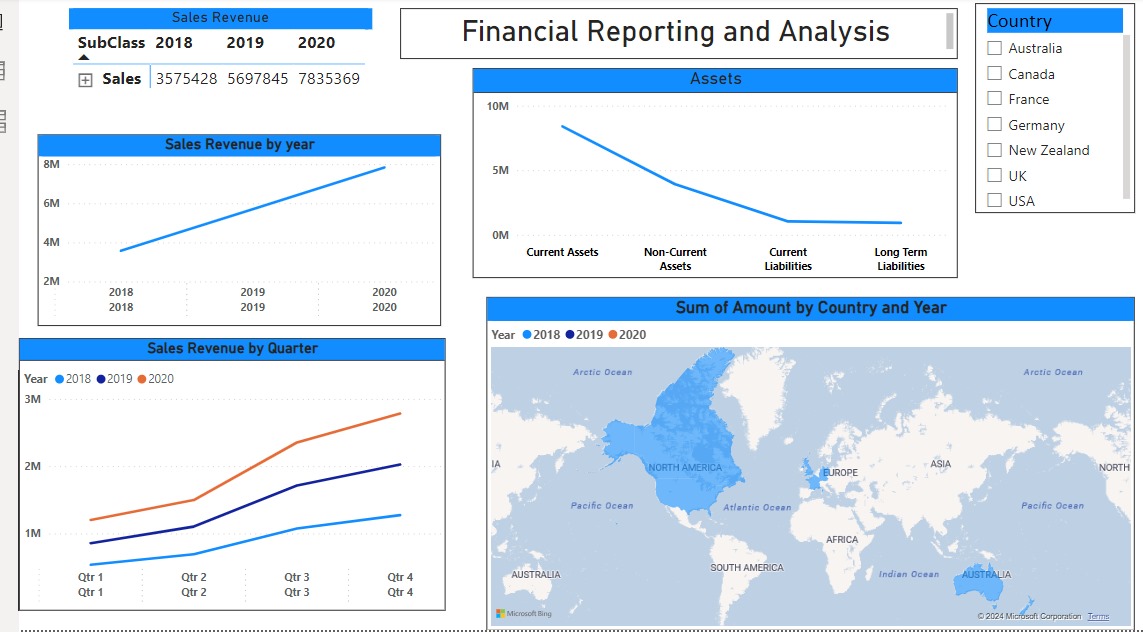 Sales Revenue
SubClass 2018 2019 2020
Sales 3575428 5697845 7835369
Financial Reporting and Analysis
Country
Australia
Canada
France
Germany
New Zealand
UK
USA
Assets
10M
5M
0M
Current Assets Non-Current Current Long Term
Assets Liabilities Liabilities
Sales Revenue by year
8M
6M
4M
2M
2018 2019 2020
2018 2019 2020
Sales Revenue by Quarter
Year 2018 2019 2020
3M
2M
1M
Qtr 1 Qtr 2 Qtr 3 Qtr 4
Qtr 1 Qtr 2 Qtr 3 Qtr 4
Sum of Amount by Country and Year
Year 2018 2019 2020
Arctic Ocean Arctic Ocean
IA NORTH AMERICA EUROPE ASIA NORTH
Pacific Ocean Atlantic Ocean Pacific Ocean
AFRICA
AUSTRALIA SOUTH AMERICA Indian Ocean AUSTRALIA
Microsoft Bing © 2024 Microsoft Corporation Terms